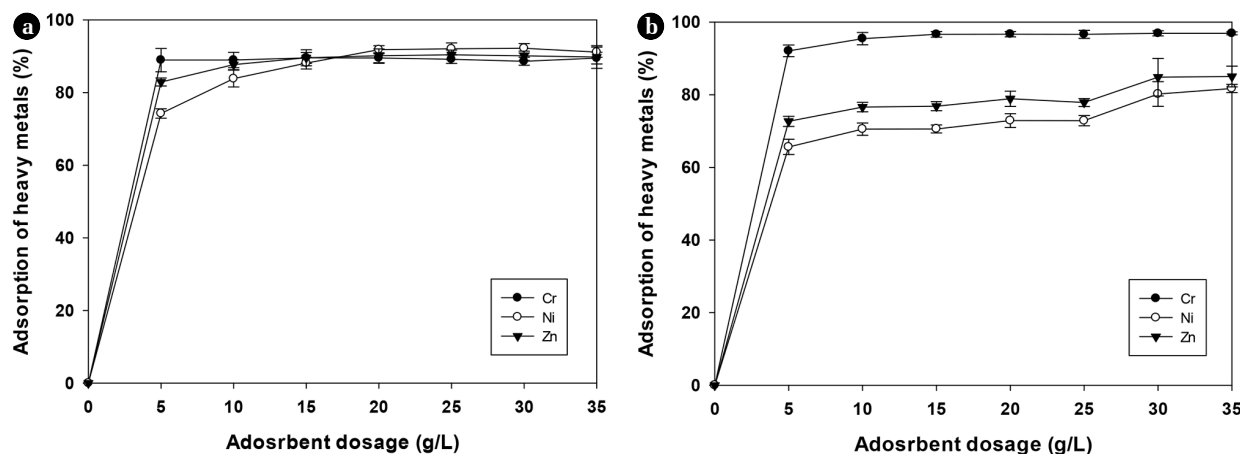 a
Adsorption of heavy metals (%)
100
80
60
40
20
0
Cr
Ni
Zn
0 5 10 15 20 25 30 35
Adosrbent dosage (g/L)
b
Adsorption of heavy metals (%)
100
80
60
40
20
0
Cr
Ni
Zn
0 5 10 15 20 25 30 35
Adosrbent dosage (g/L)